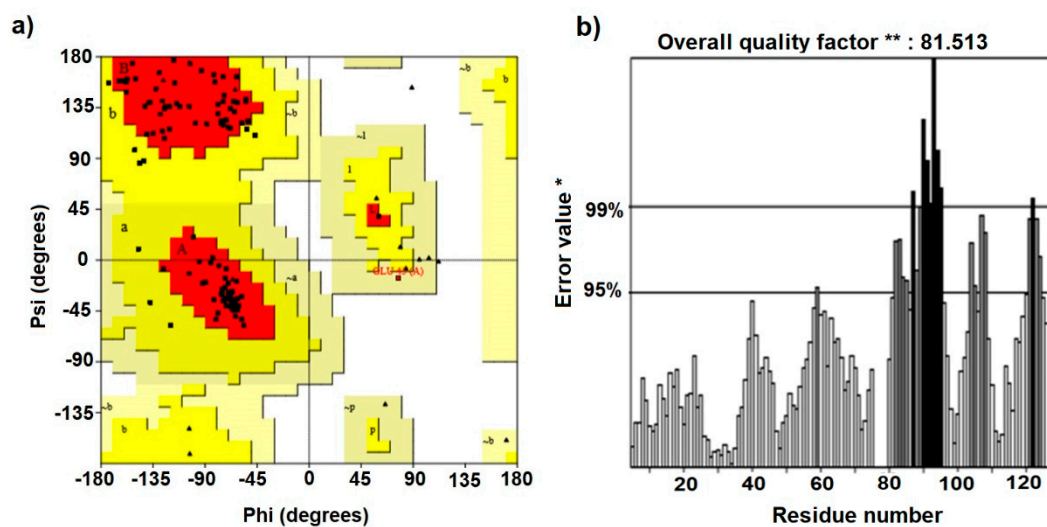 a)
180
135
90
45
0
-45
-90
-135
-180
-135
-90
-45
0
45
90
135
180
Psi (degrees)
Phi (degrees)
B
b
~b
~b
b
~l
l
a
A
~a
~b
b
~p
p
~b
b)
Overall quality factor ** : 81.513
Error value *
99%
95%
20
40
60
80
100
120
Residue number